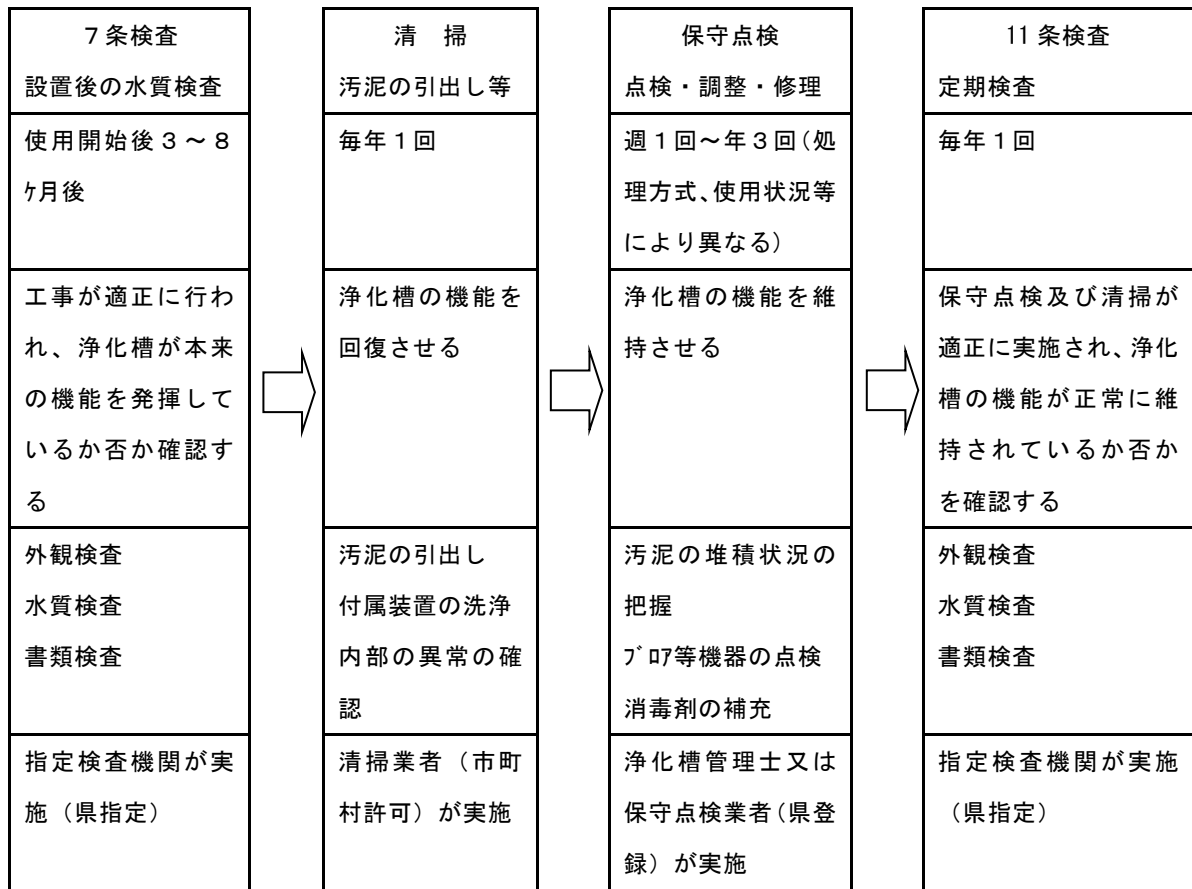 7条検査
設置後の水質検査
使用開始後3～8
ｹ月後
工事が適正に行わ
れ、浄化槽が本来
の機能を発揮して
いるか否か確認す
る
外観検査
水質検査
書類検査
指定検査機関が実
施（県指定）
清　掃
汚泥の引出し等
毎年1回
浄化槽の機能を
回復させる
汚泥の引出し
付属装置の洗浄
内部の異常の確
認
清掃業者（市町
村許可）が実施
保守点検
点検・調整・修理
週1回～年3回(処
理方式、使用状況等
により異なる)
浄化槽の機能を維
持させる
汚泥の堆積状況の
把握
ﾌﾞﾛｱ等機器の点検
消毒剤の補充
浄化槽管理士又は
保守点検業者(県登
録）が実施
11条検査
定期検査
毎年1回
保守点検及び清掃が
適正に実施され、浄化
槽の機能が正常に維
持されているか否か
を確認する
外観検査
水質検査
書類検査
指定検査機関が実施
（県指定）